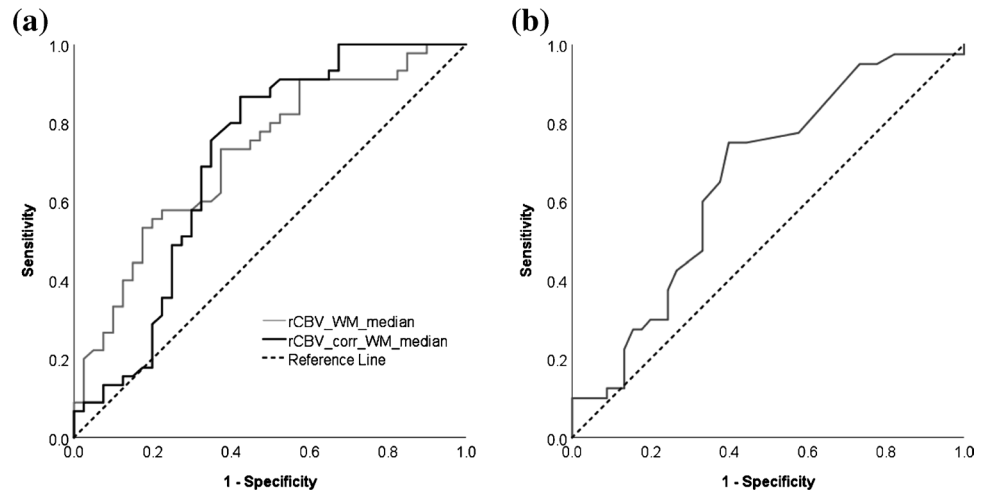 (a)
1.0
0.8
0.6
0.4
0.2
0.0
Sensitivity
0.0 0.2 0.4 0.6 0.8 1.0
1 - Specificity
rCBV_WM_median
rCBV_corr_WM_median
Reference Line
(b)
1.0
0.8
0.6
0.4
0.2
0.0
Sensitivity
0.0 0.2 0.4 0.6 0.8 1.0
1 - Specificity